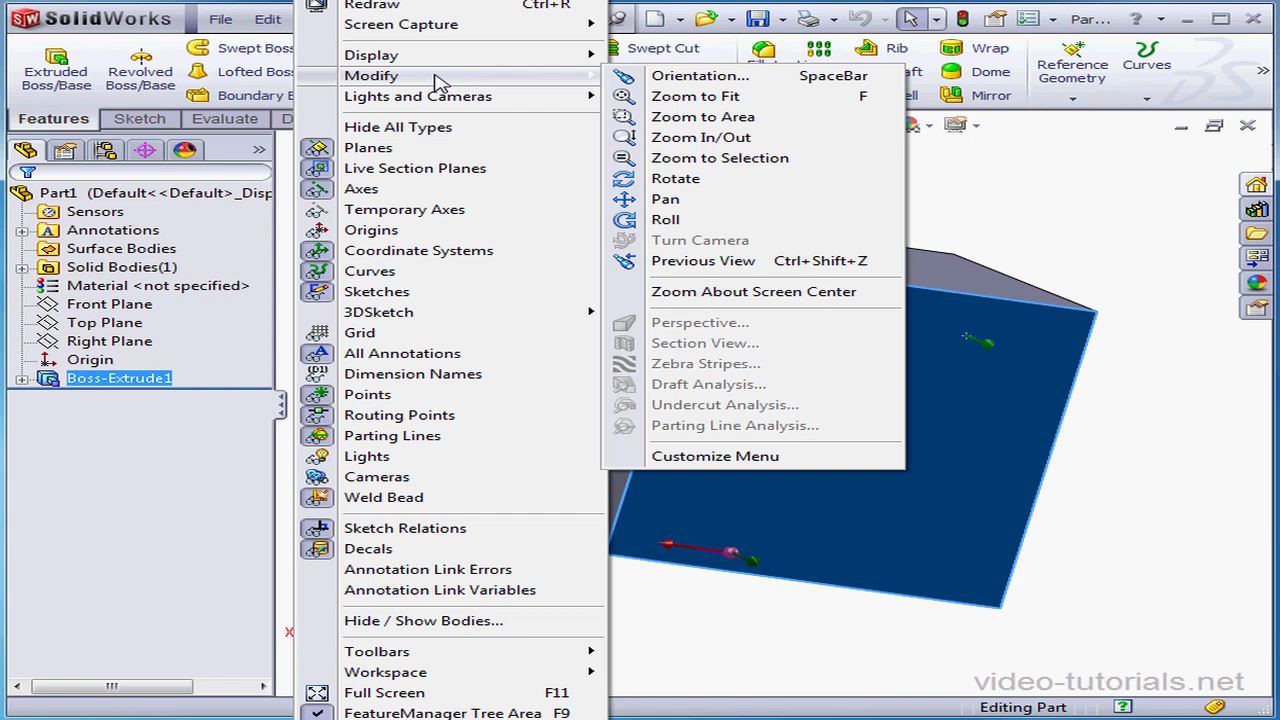 SW SolidWorks File Edit Par... ?
Redraw Ctrl+R
Screen Capture
Display
Modify
Lights and Cameras
Hide All Types
Planes
Live Section Planes
Axes
Temporary Axes
Origins
Coordinate Systems
Curves
Sketches
3DSketch
Grid
All Annotations
Dimension Names
Points
Routing Points
Parting Lines
Lights
Cameras
Weld Bead
Sketch Relations
Decals
Annotation Link Errors
Annotation Link Variables
Hide / Show Bodies...
Toolbars
Workspace
Full Screen F11
FeatureManager Tree Area F9
Orientation... SpaceBar
Zoom to Fit F
Zoom to Area
Zoom In/Out
Zoom to Selection
Rotate
Pan
Roll
Turn Camera
Previous View Ctrl+Shift+Z
Zoom About Screen Center
Perspective...
Section View...
Zebra Stripes...
Draft Analysis...
Undercut Analysis...
Parting Line Analysis...
Customize Menu
Extruded
Boss/Base
Revolved
Boss/Base
Swept Boss
Lofted Boss
Boundary B
Swept Cut
Rib
Wrap
Dome
Mirror
Reference
Geometry
Curves
Features Sketch Evaluate D
Part1 (Default<<Default>_Disp
Sensors
Annotations
Surface Bodies
Solid Bodies(1)
Material <not specified>
Front Plane
Top Plane
Right Plane
Origin
Boss-Extrude1
video-tutorials.net
Editing Part